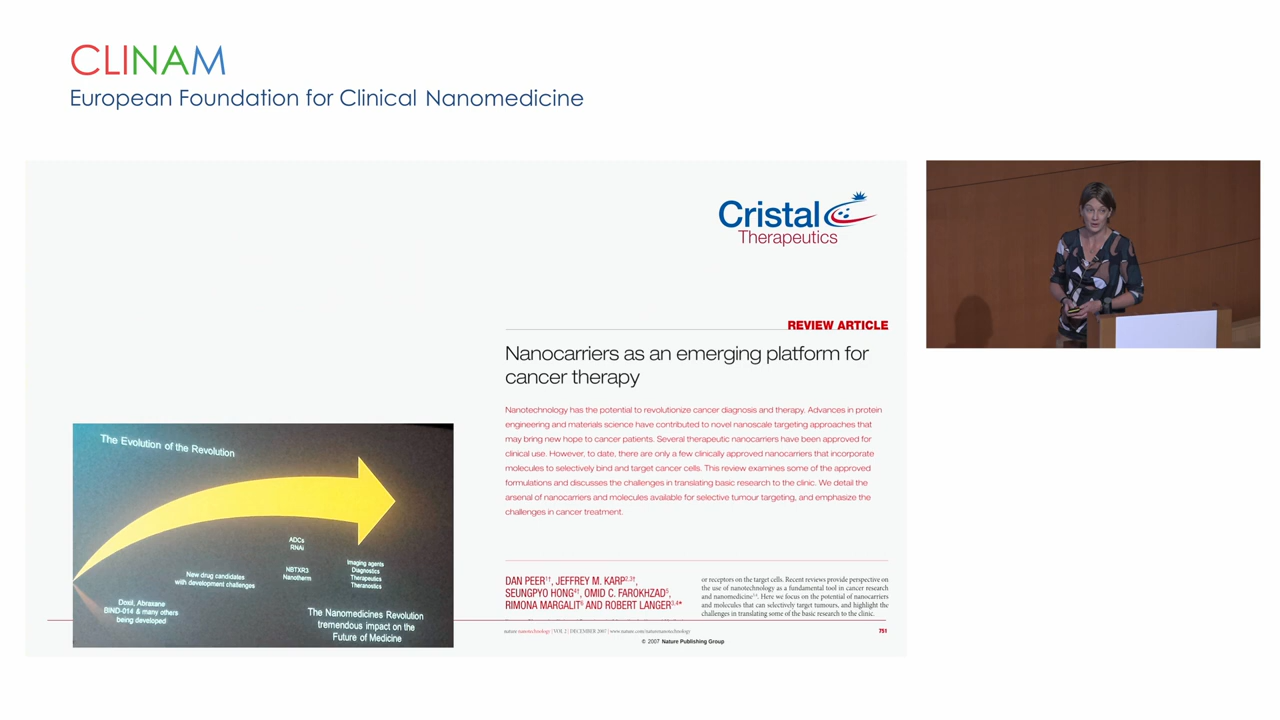 CLINAM
European Foundation for Clinical Nanomedicine
Cristal
Therapeutics
REVIEW ARTICLE
Nanocarriers as an emerging platform for
cancer therapy
Nanotechnology has the potential to revolutionize cancer diagnosis and therapy. Advances in protein
engineering and materials science have contributed to novel nanoscale targeting approaches that
may bring new hope to cancer patients. Several therapeutic nanocarriers have been approved for
clinical use. However, to date, there are only a few clinically approved nanocarriers that incorporate
molecules to selectively bind and target cancer cells. This review examines some of the approved
formulations and discusses the challenges in translating basic research to the clinic. We detail the
arsenal of nanocarriers and molecules available for selective tumour targeting, and emphasize the
challenges in cancer treatment.
The Evolution of the Revolution
ADCs
RNAi
NBTXR3
Nanotherm
Imaging agents
Diagnostics
Therapeutics
Theranostics
New drug candidates
with development challenges
Doxil, Abraxane
BIND-014 & many others
being developed
The Nanomedicines Revolution
tremendous impact on the
Future of Medicine
DAN PEER1†, JEFFREY M. KARP2,3†,
SEUNGPYO HONG4†, OMID C. FAROKHZAD5,
RIMONA MARGALIT6 AND ROBERT LANGER3,4*
or receptors on the target cells. Recent reviews provide perspective on
the use of nanotechnology as a fundamental tool in cancer research
and nanomedicine. Here we focus on the potential of nanocarriers
and molecules that can selectively target tumours, and highlight the
challenges in translating some of the basic research to the clinic.
nature nanotechnology | VOL 2 | DECEMBER 2007 | www.nature.com/naturenanotechnology
751
© 2007 Nature Publishing Group